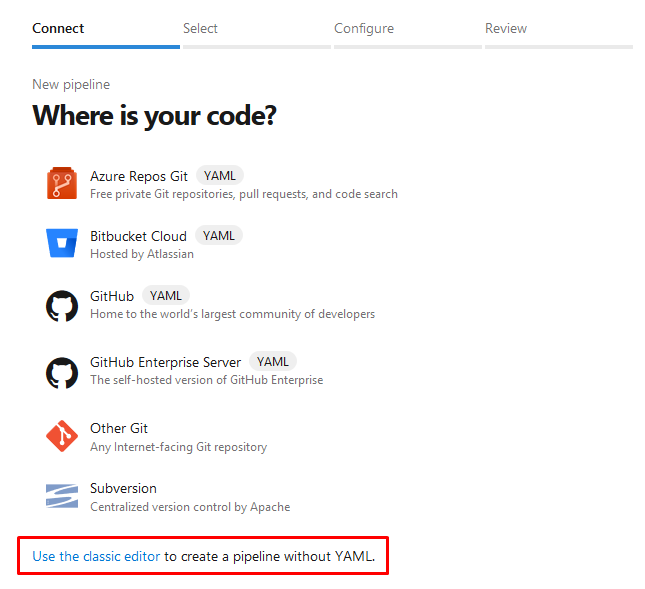 Connect Select Configure Review
New pipeline
Where is your code?
Azure Repos Git YAML
Free private Git repositories, pull requests, and code search
Bitbucket Cloud YAML
Hosted by Atlassian
GitHub YAML
Home to the world's largest community of developers
GitHub Enterprise Server YAML
The self-hosted version of GitHub Enterprise
Other Git
Any Internet-facing Git repository
Subversion
Centralized version control by Apache
Use the classic editor to create a pipeline without YAML.